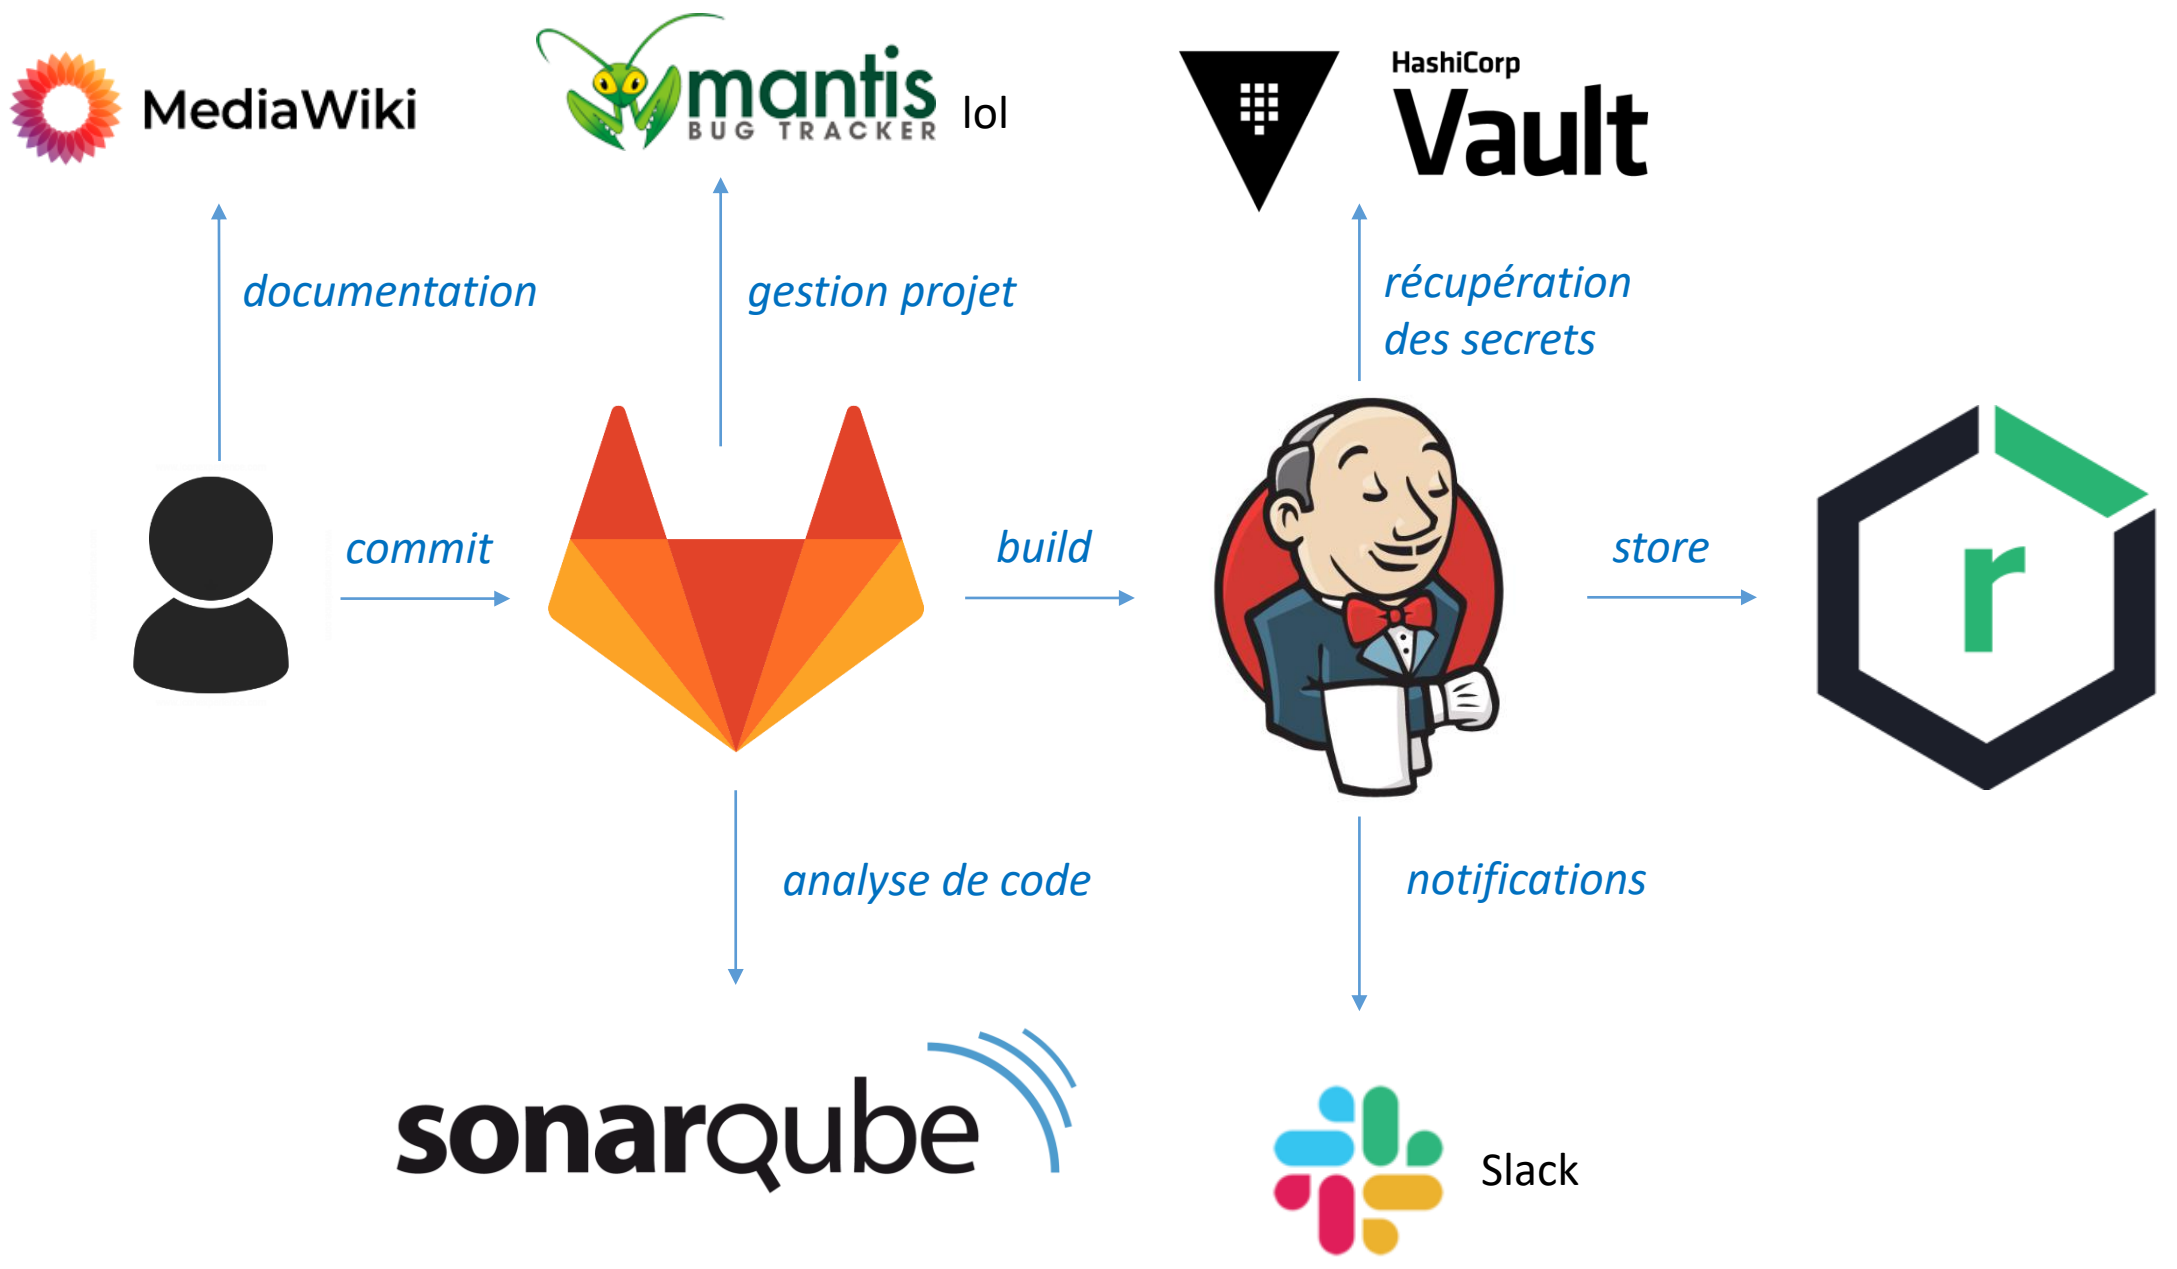 MediaWiki
mantis
BUG TRACKER
lol
HashiCorp
Vault
documentation
gestion projet
récupération
des secrets
commit
build
store
r
analyse de code
notifications
sonarqube
Slack